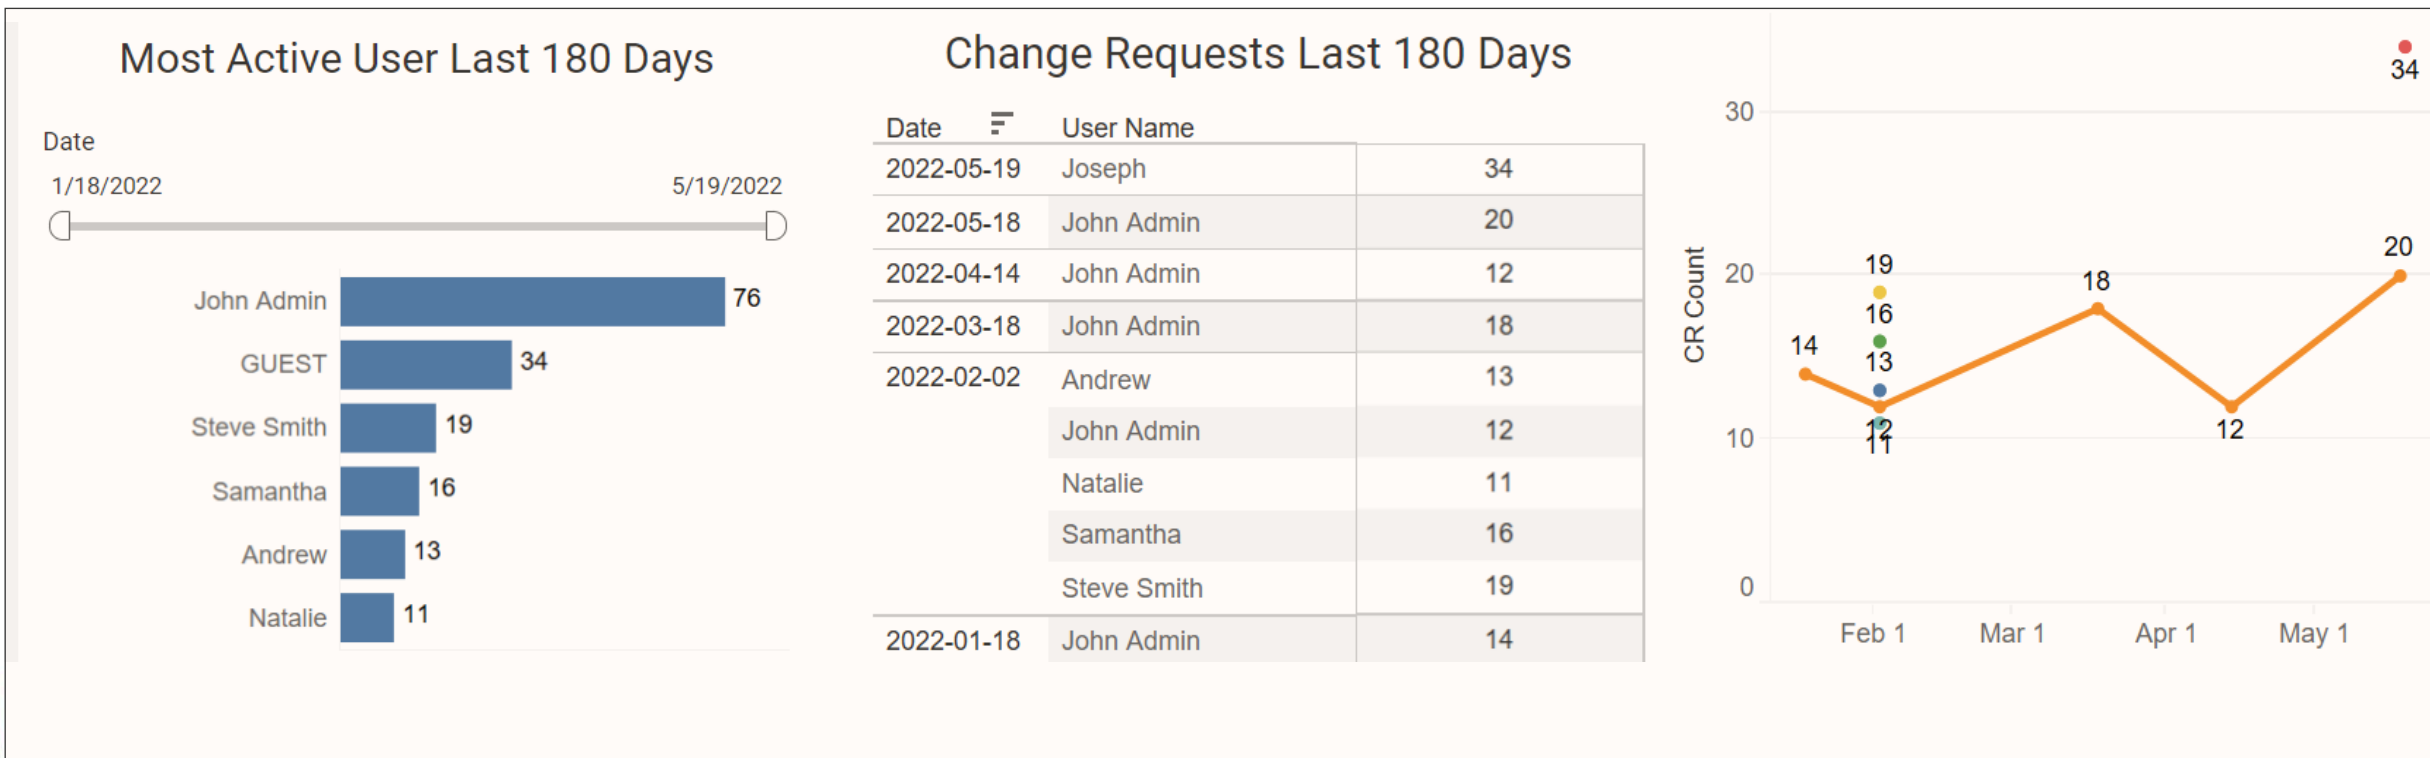 Most Active User Last 180 Days
Date
1/18/2022 5/19/2022
John Admin 76
GUEST 34
Steve Smith 19
Samantha 16
Andrew 13
Natalie 11
Change Requests Last 180 Days
Date User Name
2022-05-19 Joseph 34
2022-05-18 John Admin 20
2022-04-14 John Admin 12
2022-03-18 John Admin 18
2022-02-02 Andrew 13
John Admin 12
Natalie 11
Samantha 16
Steve Smith 19
2022-01-18 John Admin 14
CR Count
34
30
20
19
20
18
16
14
13
12
12
11
10
0
Feb 1 Mar 1 Apr 1 May 1